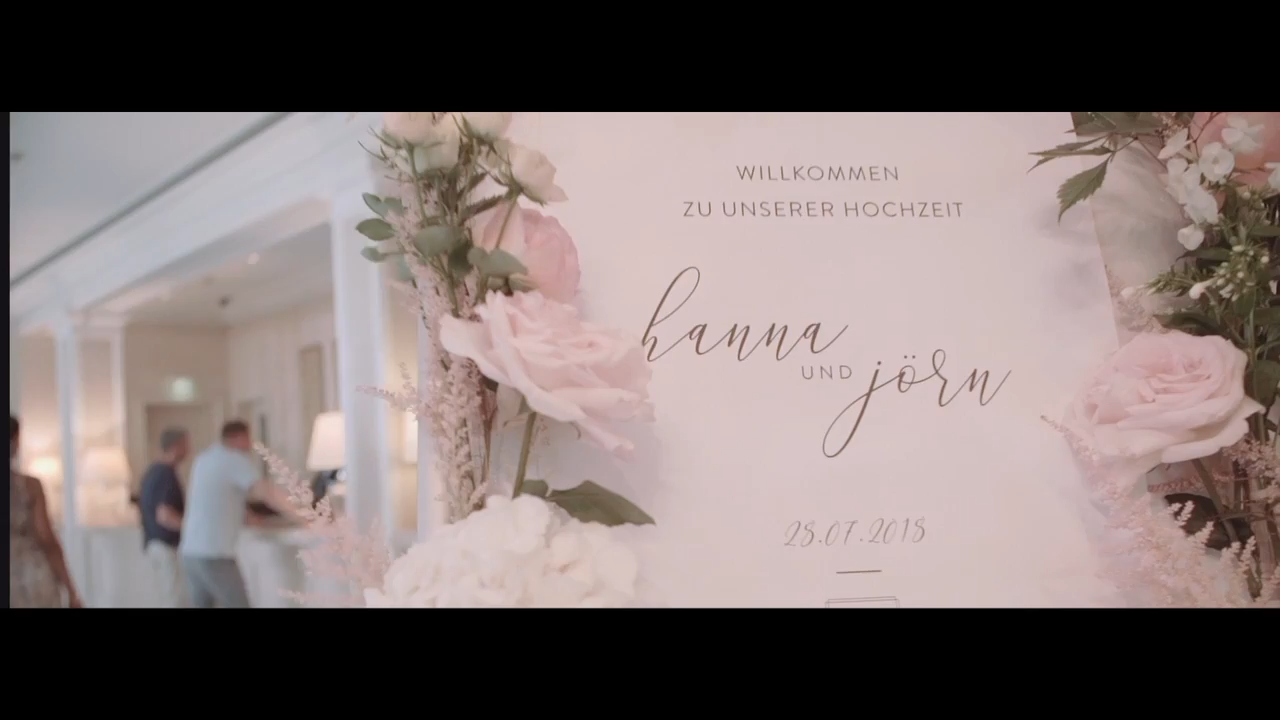 WILLKOMMEN
ZU UNSERER HOCHZEIT
hanna
UND jörn
28.07.2018